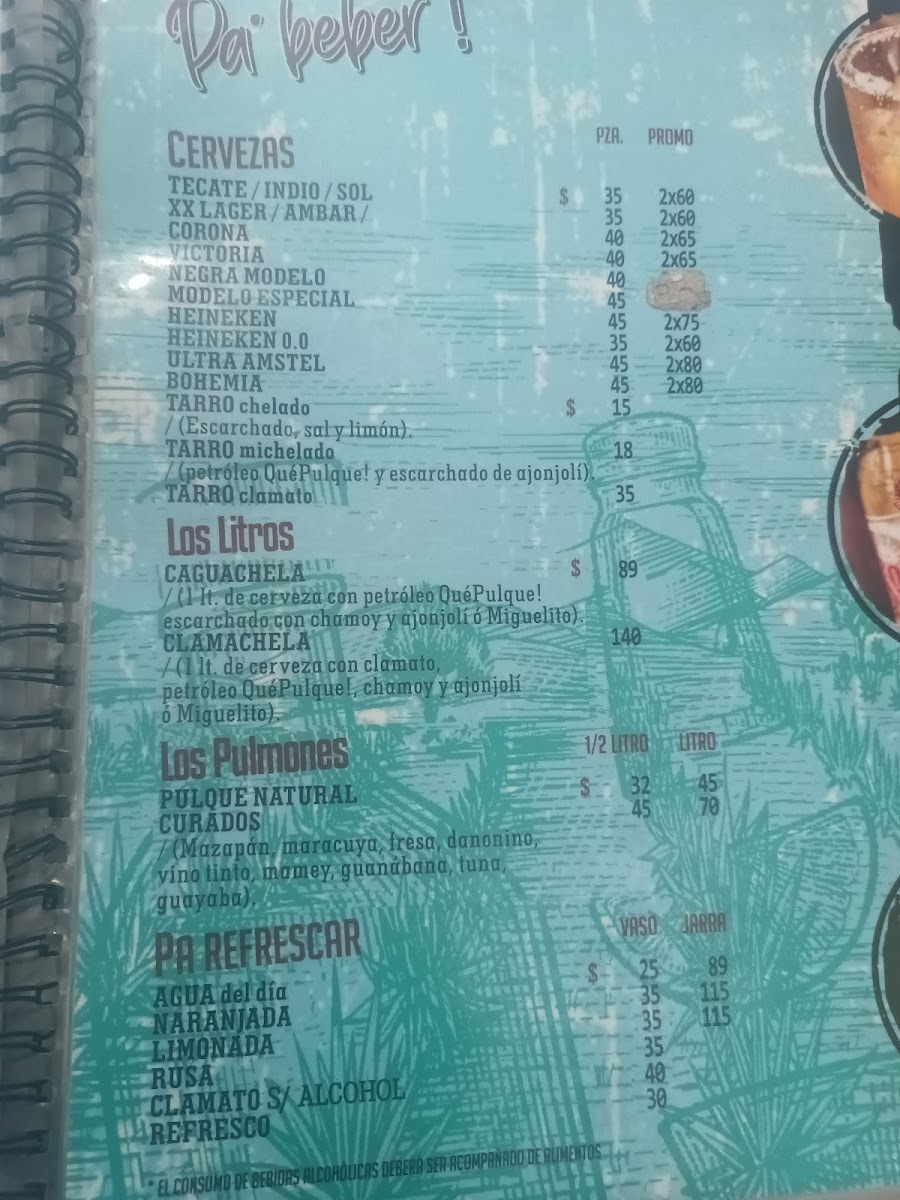 Pa' beber !
CERVEZAS PZA. PROMO
TECATE / INDIO / SOL $ 35 2x60
XX LAGER / AMBAR / 35 2x60
CORONA 40 2x65
VICTORIA 40 2x65
NEGRA MODELO 40
MODELO ESPECIAL 45
HEINEKEN 45 2x75
HEINEKEN 0.0 35 2x60
ULTRA AMSTEL 45 2x80
BOHEMIA 45 2x80
TARRO chelado $ 15
/ (Escarchado, sal y limón).
TARRO michelado 18
/ (petróleo QuéPulque! y escarchado de ajonjolí).
TARRO clamato 35
Los Litros
CAGUACHELA $ 89
/ (1 lt. de cerveza con petróleo QuéPulque!
escarchado con chamoy y ajonjolí ó Miguelito).
CLAMACHELA 140
/ (1 lt. de cerveza con clamato,
petróleo QuéPulque!, chamoy y ajonjolí
ó Miguelito).
Los Pulmones 1/2 LITRO LITRO
PULQUE NATURAL $ 32 45
CURADOS 45 70
/ (Mazapán, maracuya, fresa, danonino,
vino tinto, mamey, guanábana, tuna,
guayaba).
PA REFRESCAR VASO JARRA
AGUA del día $ 25 89
NARANJADA 35 115
LIMONADA 35 115
RUSA 35
CLAMATO S/ ALCOHOL 40
REFRESCO 30
* EL CONSUMO DE BEBIDAS ALCOHÓLICAS DEBERÁ SER ACOMPAÑADO DE ALIMENTOS